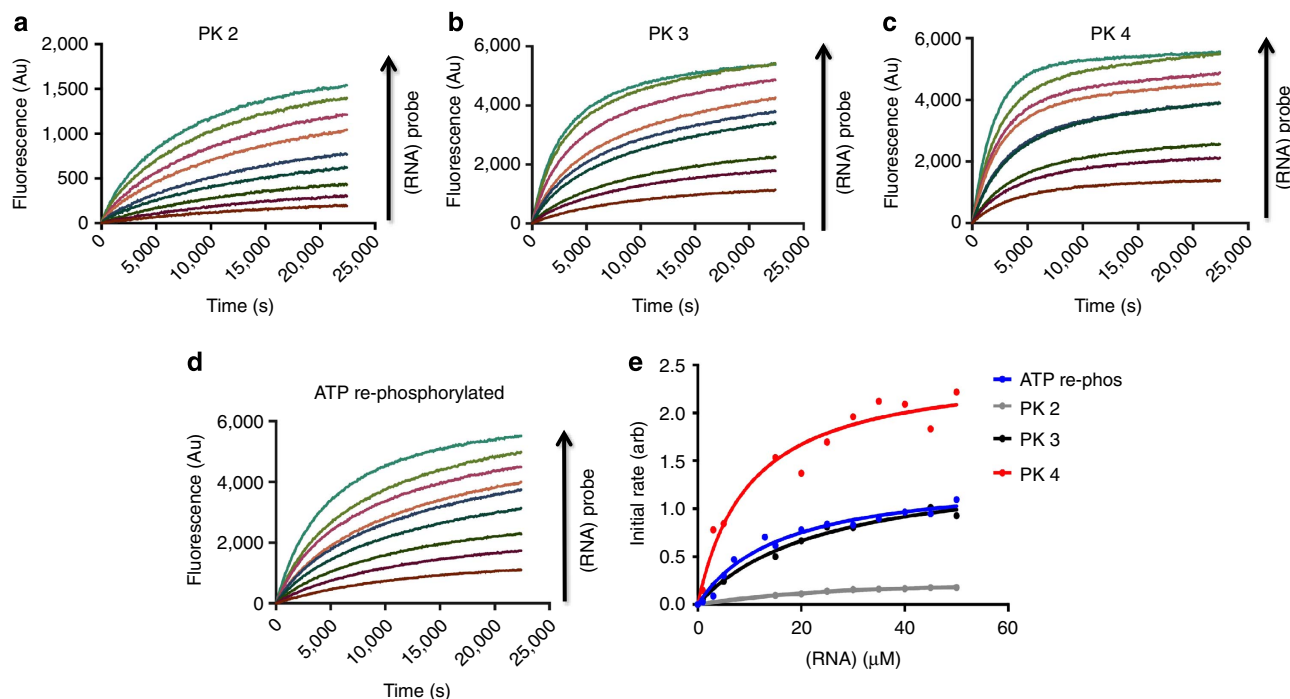 a
PK 2
2,000
1,500
1,000
500
0
Fluorescence (Au)
0
5,000
10,000
15,000
20,000
25,000
Time (s)
(RNA) probe
b
PK 3
6,000
4,000
2,000
0
Fluorescence (Au)
0
5,000
10,000
15,000
20,000
25,000
Time (s)
(RNA) probe
c
PK 4
6,000
4,000
2,000
0
Fluorescence (Au)
0
5,000
10,000
15,000
20,000
25,000
Time (s)
(RNA) probe
d
ATP re-phosphorylated
6,000
4,000
2,000
0
Fluorescence (Au)
0
5,000
10,000
15,000
20,000
25,000
Time (s)
(RNA) probe
e
2.5
2.0
1.5
1.0
0.5
0.0
Initial rate (arb)
0
20
40
60
(RNA) (μM)
ATP re-phos
PK 2
PK 3
PK 4